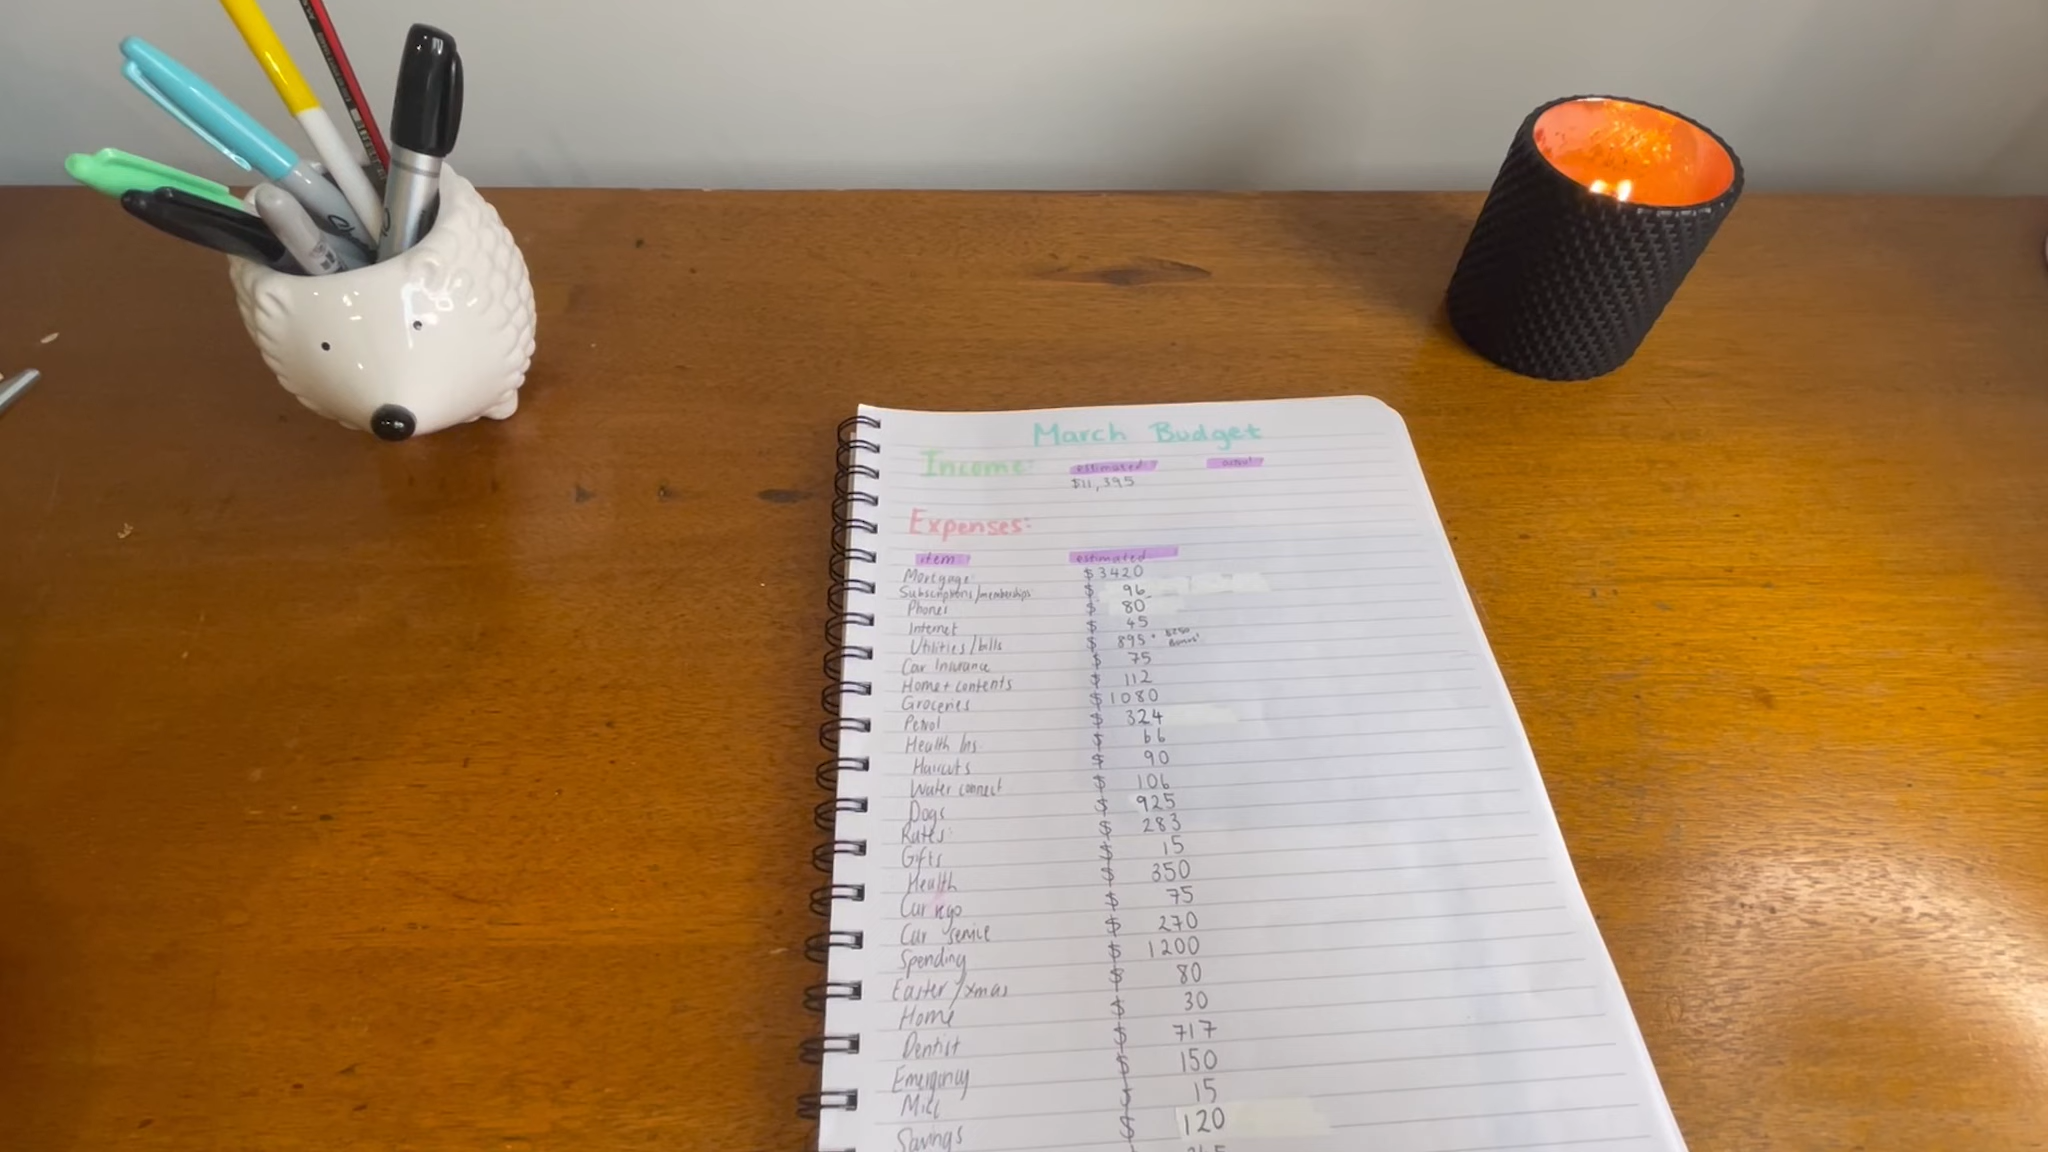 March Budget
Income: estimated actual
$11,395
Expenses:
item estimated
Mortgage: $3420
Subscriptions/memberships $ 96
Phones $ 80
Internet $ 45
Utilities/bills $ 895 * $250 Bonus!
Car Insurance $ 75
Home + contents $ 112
Groceries $ 1080
Petrol $ 324
Health Ins $ 66
Haircuts $ 90
Water connect $ 106
Dogs $ 925
Rates: $ 283
Gifts $ 15
Health $ 350
Car rego $ 75
Car service $ 270
Spending $ 1200
Easter/xmas $ 80
Home $ 30
Dentist $ 717
Emergency $ 150
Misc $ 15
Savings $ 120